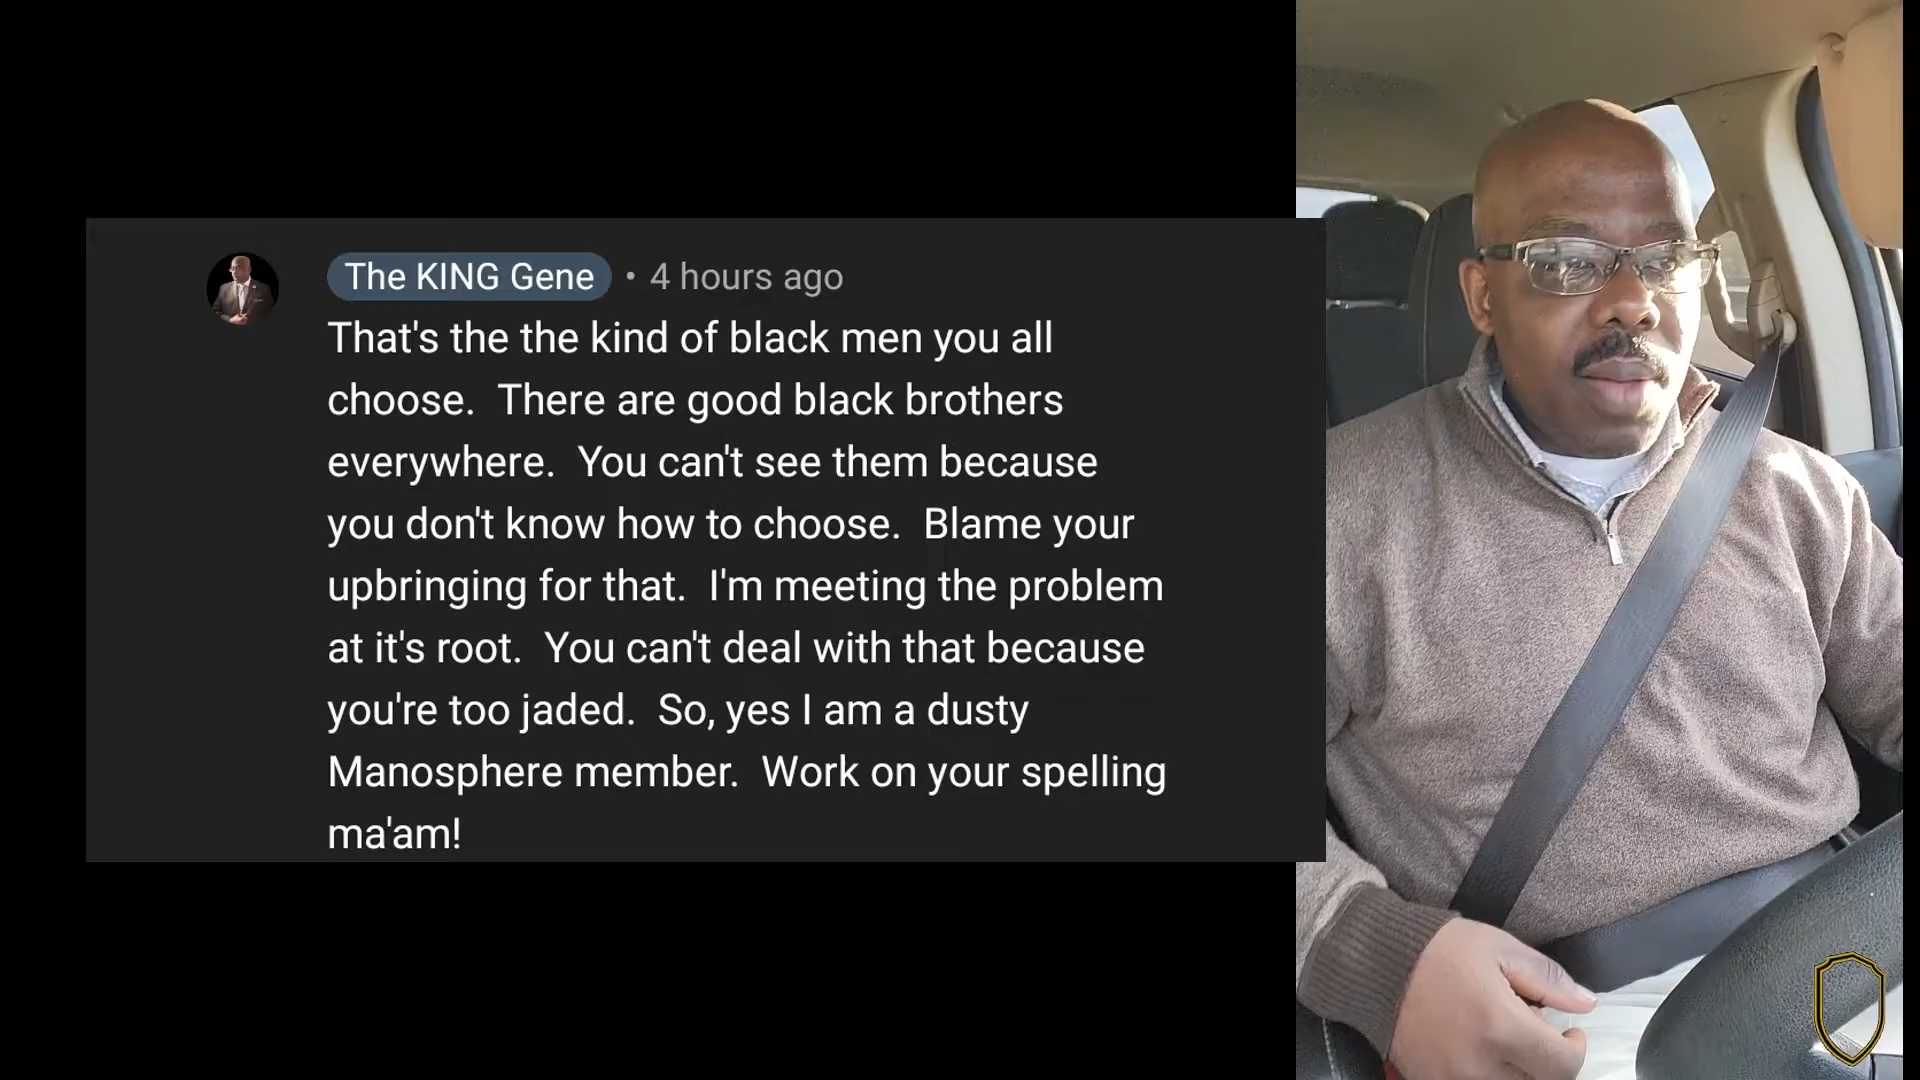 The KING Gene • 4 hours ago
That's the the kind of black men you all
choose.  There are good black brothers
everywhere.  You can't see them because
you don't know how to choose.  Blame your
upbringing for that.  I'm meeting the problem
at it's root.  You can't deal with that because
you're too jaded.  So, yes I am a dusty
Manosphere member.  Work on your spelling
ma'am!